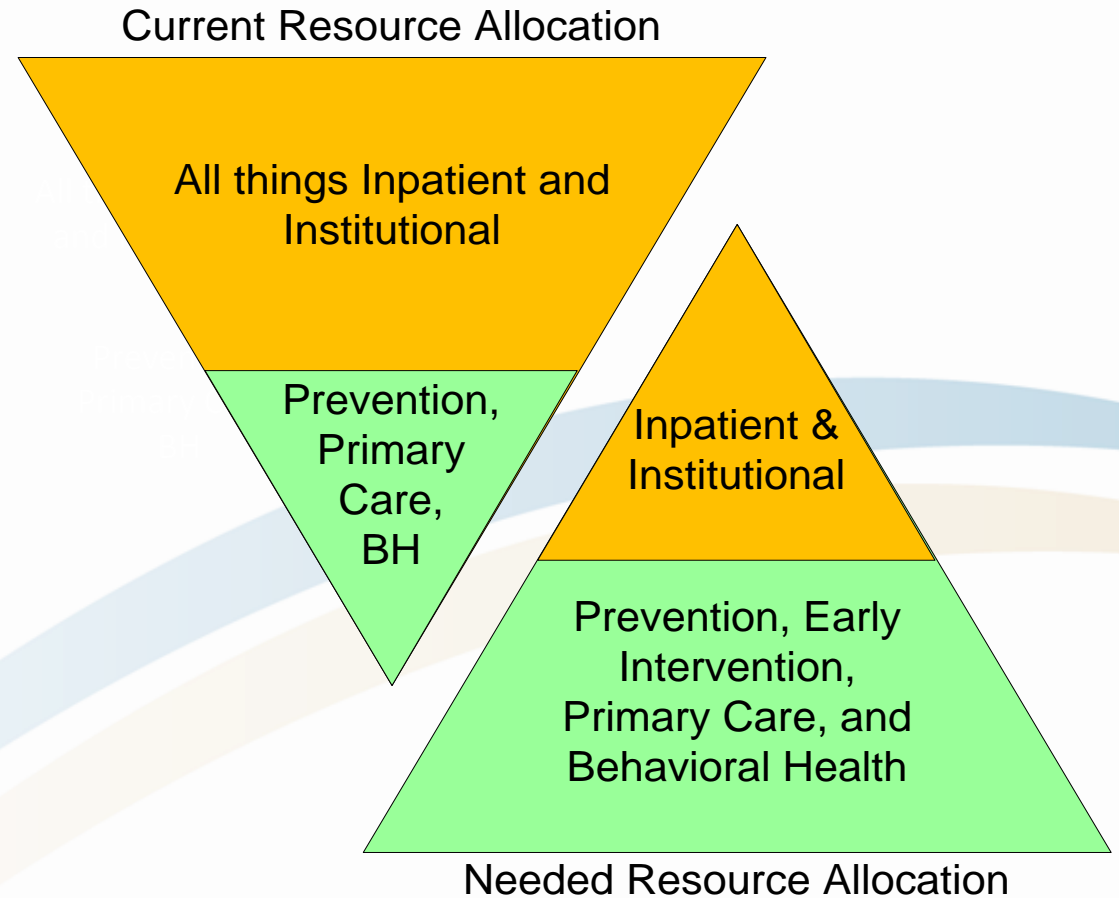 Current Resource Allocation
All things Inpatient and
Institutional
Prevention,
Primary
Care,
BH
Inpatient &
Institutional
Prevention, Early
Intervention,
Primary Care, and
Behavioral Health
Needed Resource Allocation